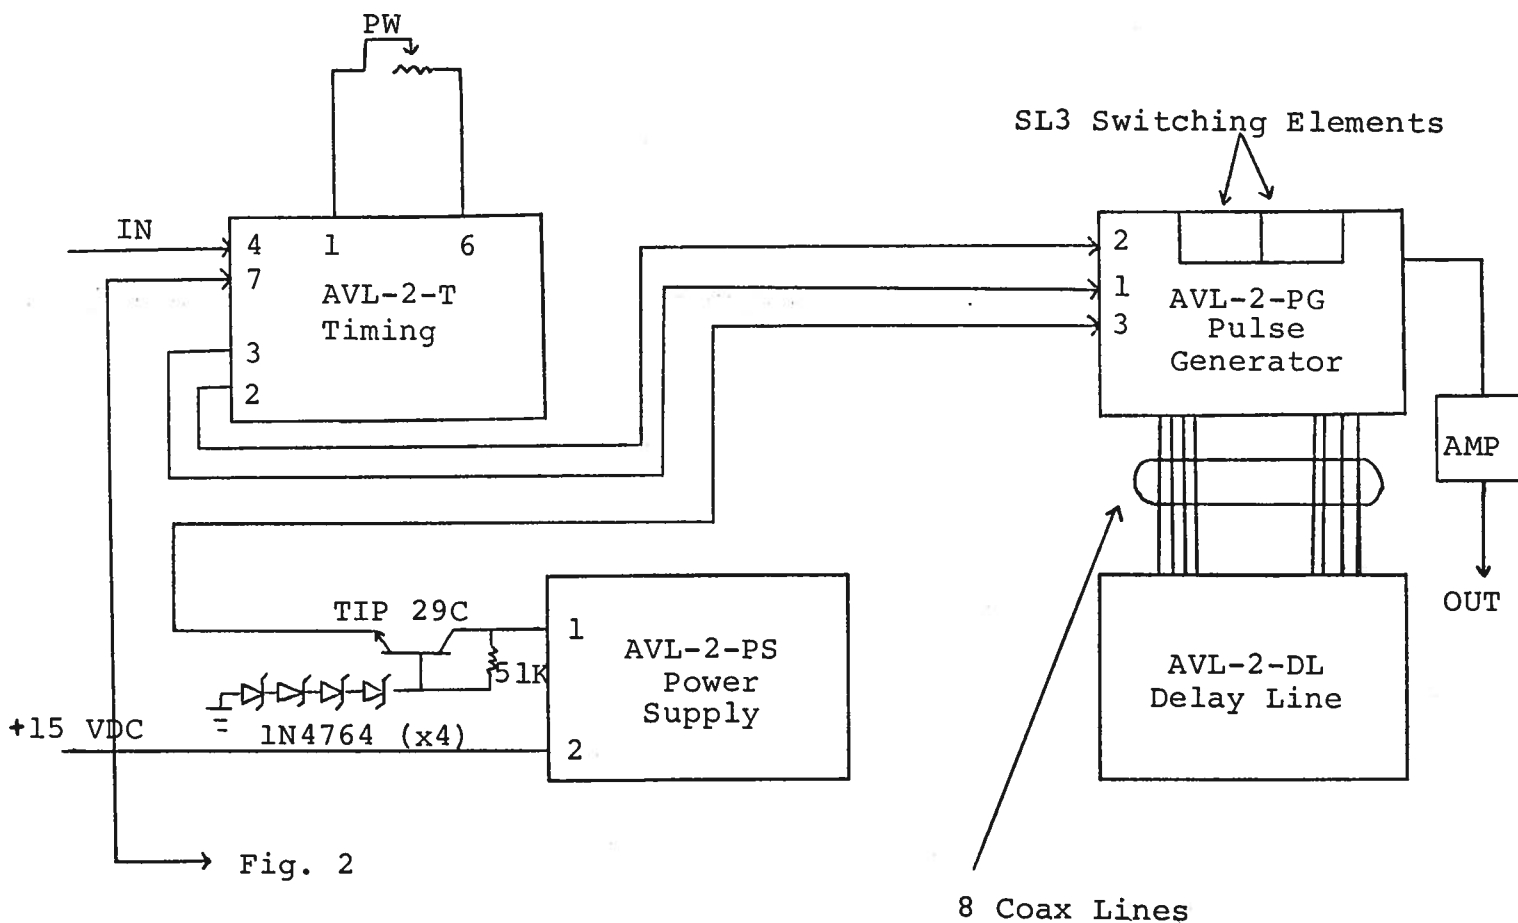 PW
SL3 Switching Elements
IN
4
1
6
7
AVL-2-T
Timing
3
2
2
1
3
AVL-2-PG
Pulse
Generator
AMP
OUT
TIP 29C
51K
1N4764 (x4)
+15 VDC
1
2
AVL-2-PS
Power
Supply
AVL-2-DL
Delay Line
Fig. 2
8 Coax Lines